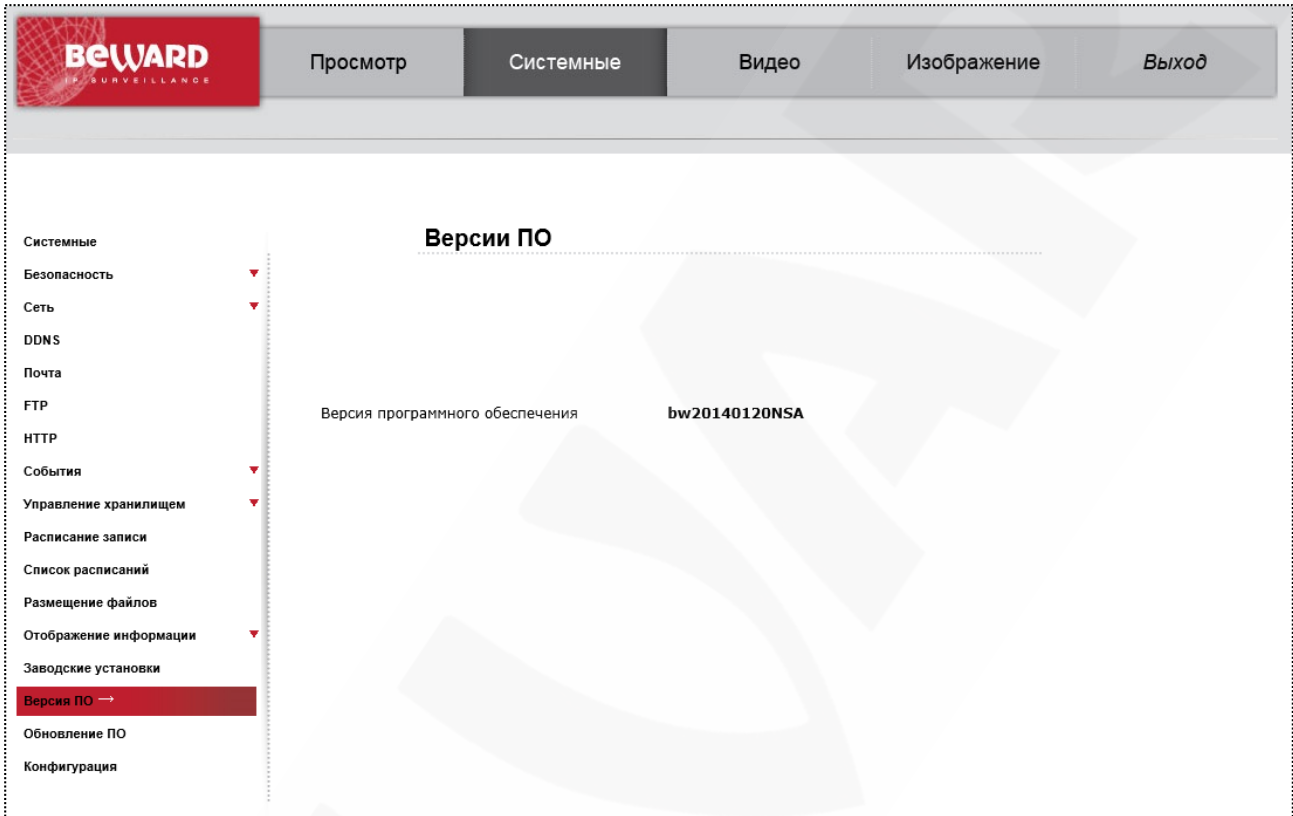 BEWARD
IP SURVEILLANCE
Просмотр
Системные
Видео
Изображение
Выход
Версии ПО
Системные
Безопасность
Сеть
DDNS
Почта
FTP
HTTP
События
Управление хранилищем
Расписание записи
Список расписаний
Размещение файлов
Отображение информации
Заводские установки
Версия ПО →
Обновление ПО
Конфигурация
Версия программного обеспечения bw20140120NSA